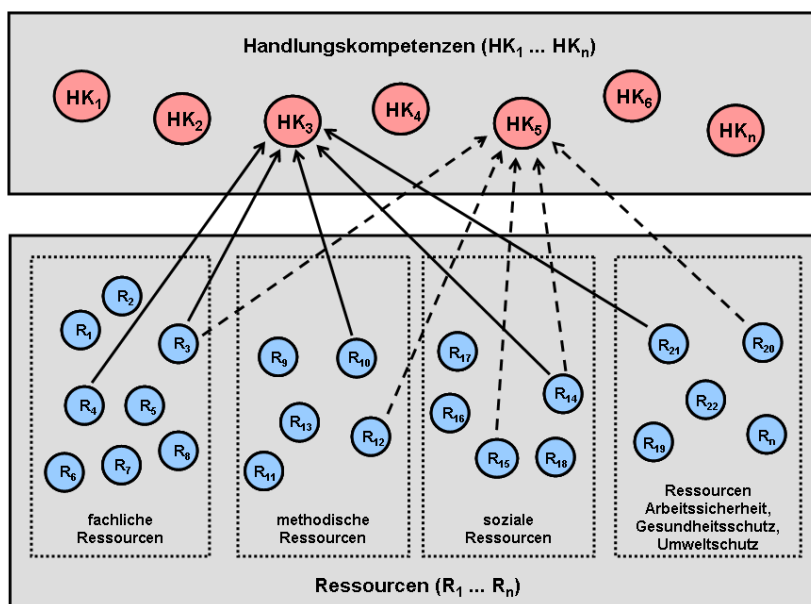 Handlungskompetenzen (HK1 ... HKn)
HK1
HK2
HK3
HK4
HK5
HK6
HKn
R1
R2
R3
R4
R5
R6
R7
R8
fachliche
Ressourcen
R9
R10
R13
R12
R11
methodische
Ressourcen
R17
R14
R16
R15
R18
soziale
Ressourcen
R21
R20
R22
R19
Rn
Ressourcen
Arbeitssicherheit,
Gesundheitsschutz,
Umweltschutz
Ressourcen (R1 ... Rn)